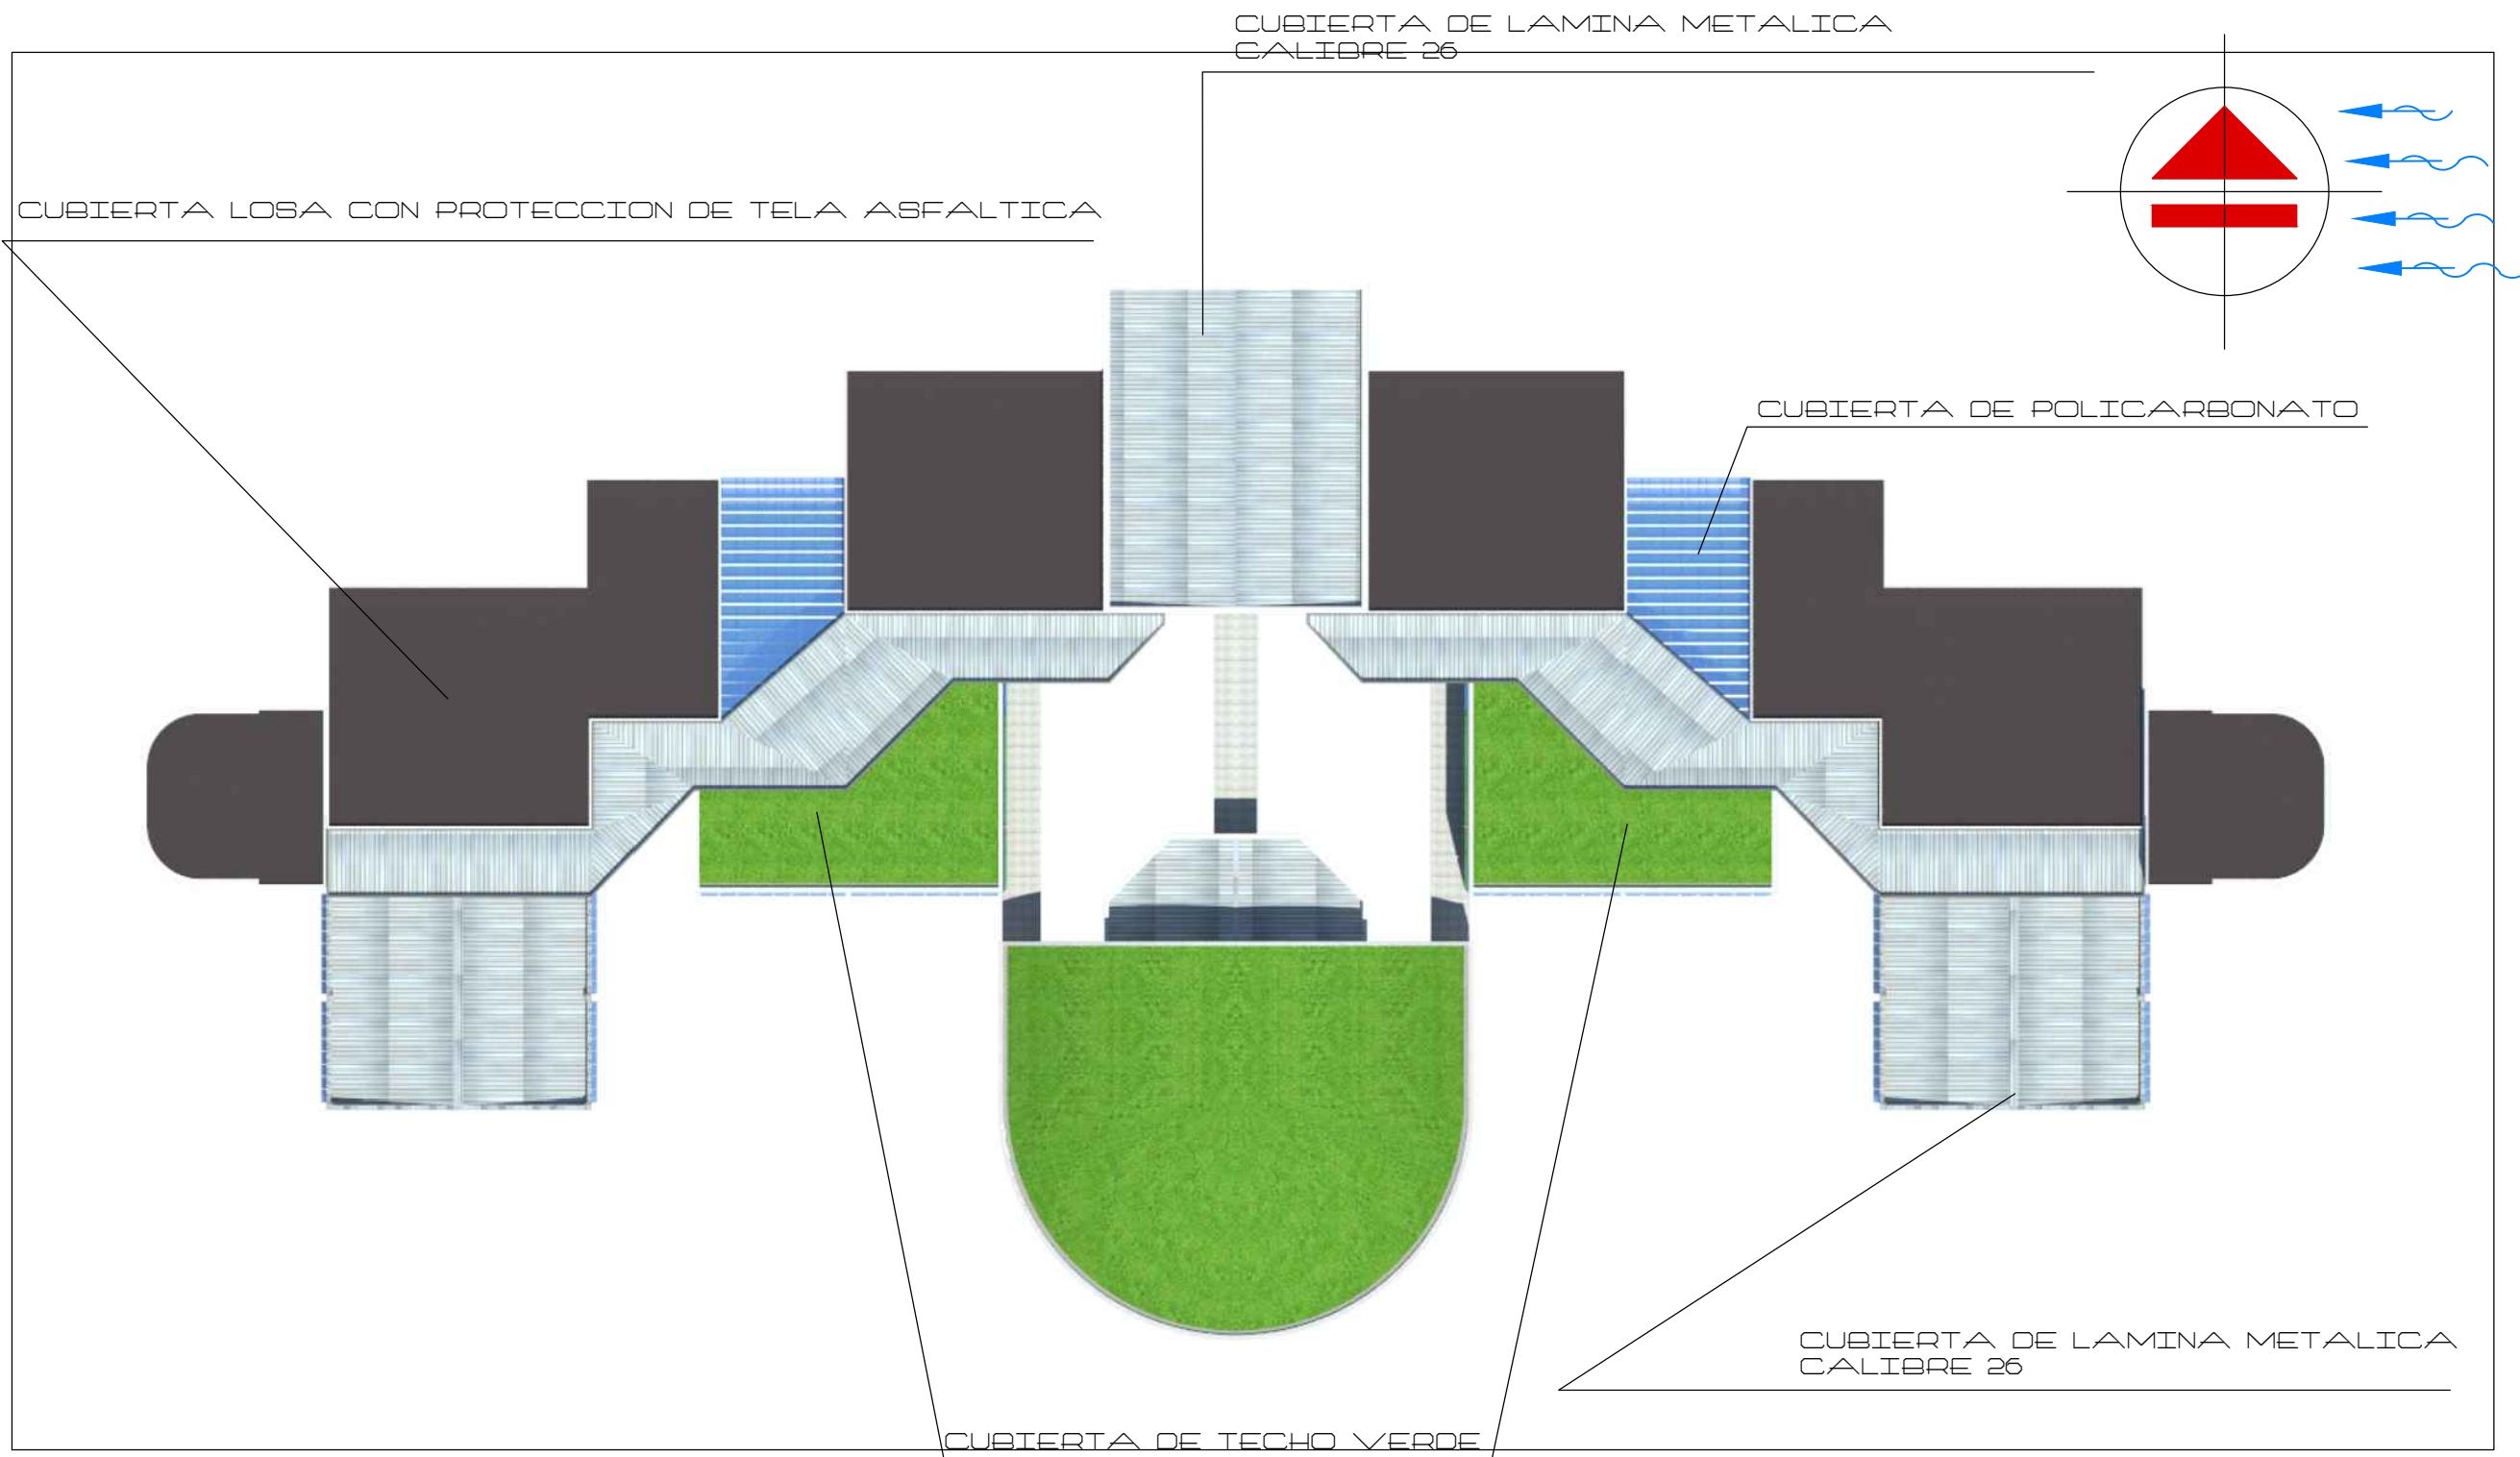 CUBIERTA DE LAMINA METALICA
CALIBRE 26
CUBIERTA LOSA CON PROTECCION DE TELA ASFALTICA
CUBIERTA DE POLICARBONATO
CUBIERTA DE LAMINA METALICA
CALIBRE 26
CUBIERTA DE TECHO VERDE